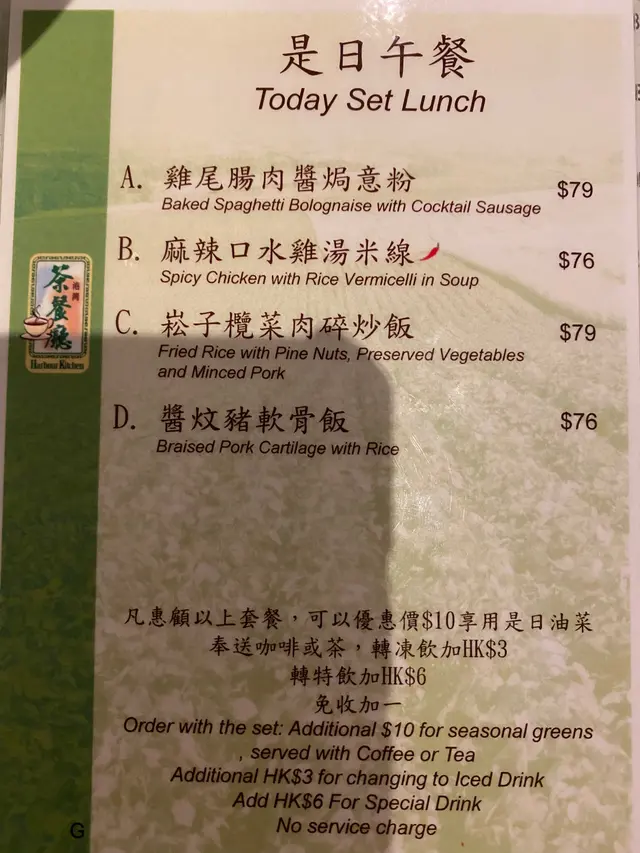 是日午餐
Today Set Lunch
A. 雞尾腸肉醬焗意粉 $79
Baked Spaghetti Bolognaise with Cocktail Sausage
B. 麻辣口水雞湯米線 $76
Spicy Chicken with Rice Vermicelli in Soup
C. 崧子欖菜肉碎炒飯 $79
Fried Rice with Pine Nuts, Preserved Vegetables
and Minced Pork
D. 醬炆豬軟骨飯 $76
Braised Pork Cartilage with Rice
港灣
茶餐廳
Harbour Kitchen
凡惠顧以上套餐，可以優惠價$10享用是日油菜
奉送咖啡或茶，轉凍飲加HK$3
轉特飲加HK$6
免收加一
Order with the set: Additional $10 for seasonal greens
, served with Coffee or Tea
Additional HK$3 for changing to Iced Drink
Add HK$6 For Special Drink
No service charge
G